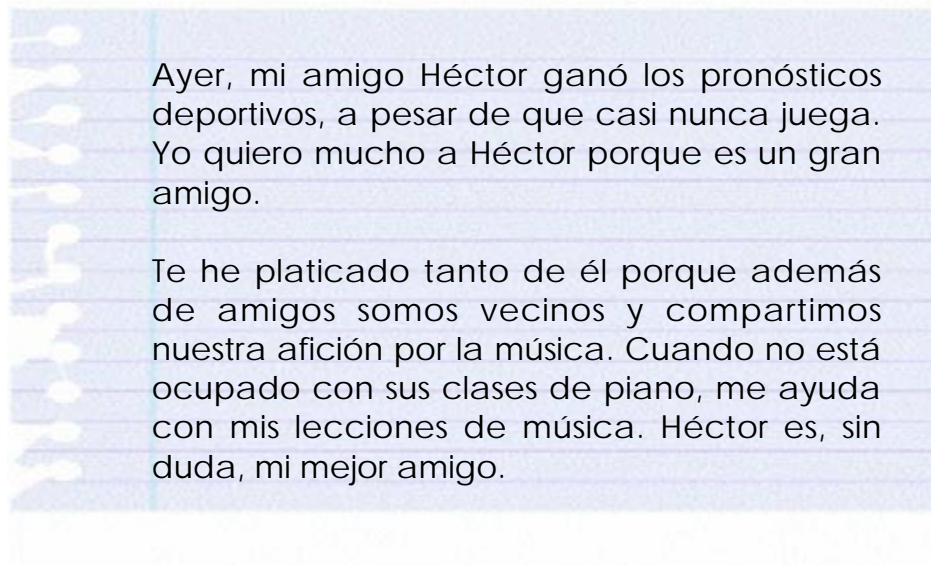 Ayer, mi amigo Héctor ganó los pronósticos
deportivos, a pesar de que casi nunca juega.
Yo quiero mucho a Héctor porque es un gran
amigo.
Te he platicado tanto de él porque además
de amigos somos vecinos y compartimos
nuestra afición por la música. Cuando no está
ocupado con sus clases de piano, me ayuda
con mis lecciones de música. Héctor es, sin
duda, mi mejor amigo.